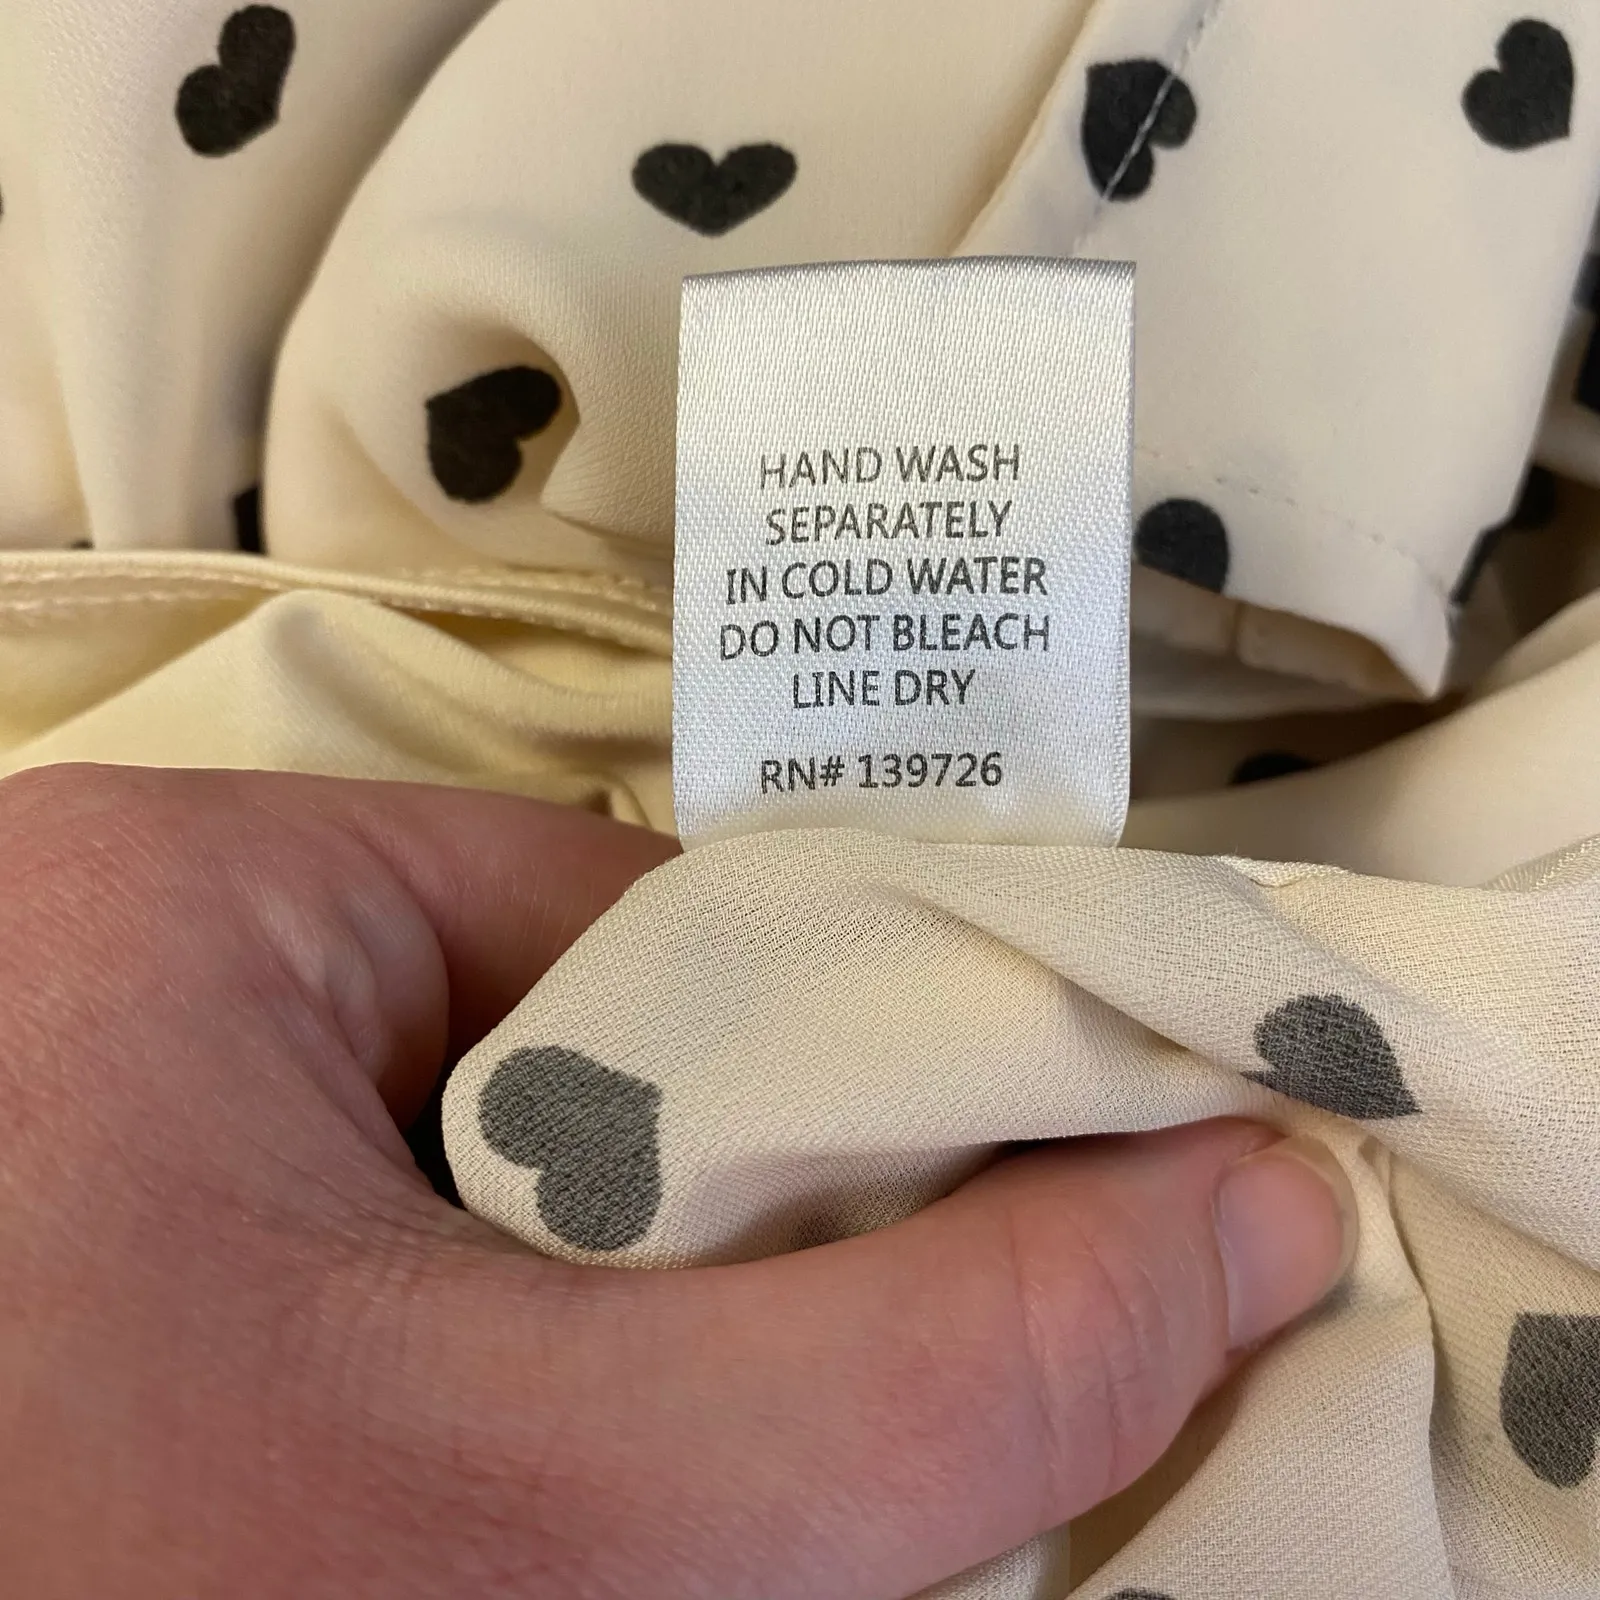 HAND WASH
SEPARATELY
IN COLD WATER
DO NOT BLEACH
LINE DRY
RN# 139726